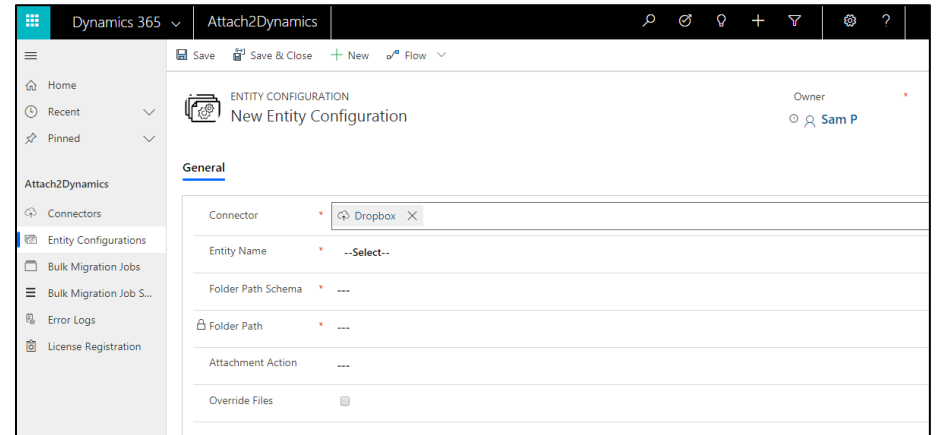 Dynamics 365 Attach2Dynamics ?
Save Save & Close New Flow
Home
Recent
Pinned
Attach2Dynamics
Connectors
Entity Configurations
Bulk Migration Jobs
Bulk Migration Job S...
Error Logs
License Registration
ENTITY CONFIGURATION
New Entity Configuration
Owner *
Sam P
General
Connector * Dropbox
Entity Name * --Select--
Folder Path Schema * ---
Folder Path * ---
Attachment Action ---
Override Files